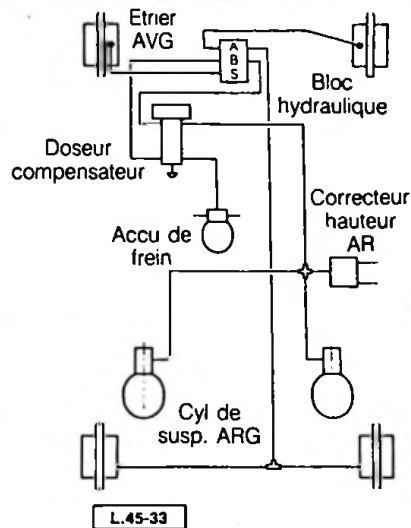 Etrier
AVG
A
B
S
Bloc
hydraulique
Doseur
compensateur
Accu de
frein
Correcteur
hauteur
AR
Cyl de
susp. ARG
L.45-33